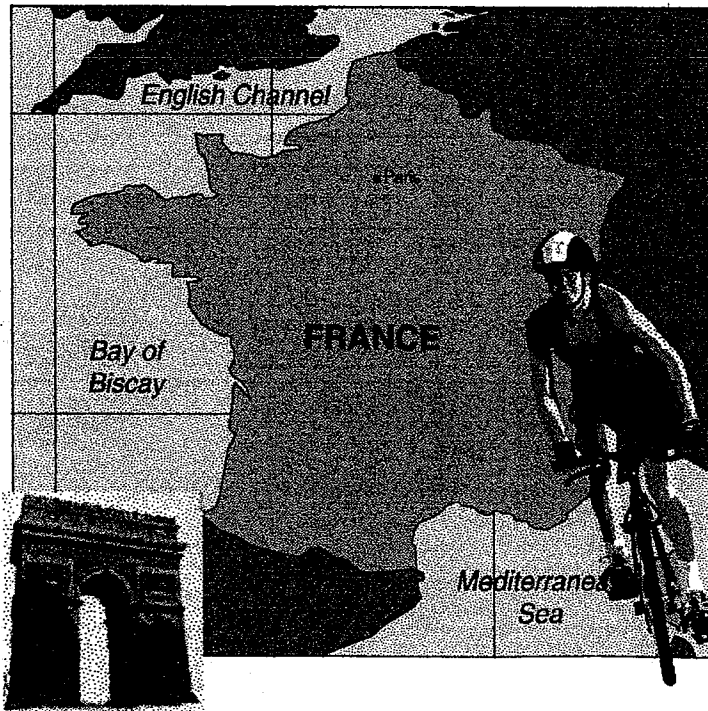 English Channel
Paris
FRANCE
Bay of
Biscay
Mediterranea
Sea